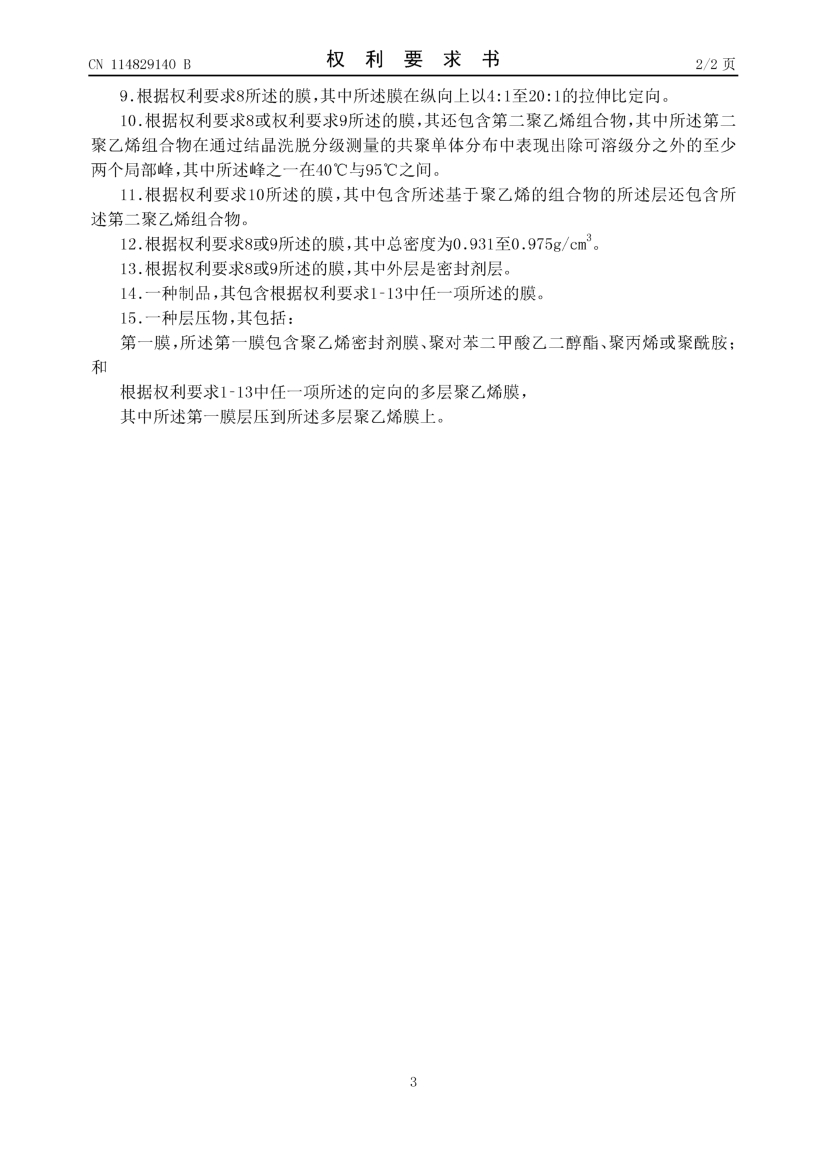 CN 114829140 B
权利要求书
2/2 页
9.根据权利要求8所述的膜,其中所述膜在纵向上以4:1至20:1的拉伸比定向。
10.根据权利要求8或权利要求9所述的膜,其还包含第二聚乙烯组合物,其中所述第二
聚乙烯组合物在通过结晶洗脱分级测量的共聚单体分布中表现出除可溶级分之外的至少
两个局部峰,其中所述峰之一在40℃与95℃之间。
11.根据权利要求10所述的膜,其中包含所述基于聚乙烯的组合物的所述层还包含所
述第二聚乙烯组合物。
12.根据权利要求8或9所述的膜,其中总密度为0.931至0.975g/cm³。
13.根据权利要求8或9所述的膜,其中外层是密封剂层。
14.一种制品,其包含根据权利要求1-13中任一项所述的膜。
15.一种层压物,其包括:
第一膜,所述第一膜包含聚乙烯密封剂膜、聚对苯二甲酸乙二醇酯、聚丙烯或聚酰胺;
和
根据权利要求1-13中任一项所述的定向的多层聚乙烯膜,
其中所述第一膜层压到所述多层聚乙烯膜上。
3